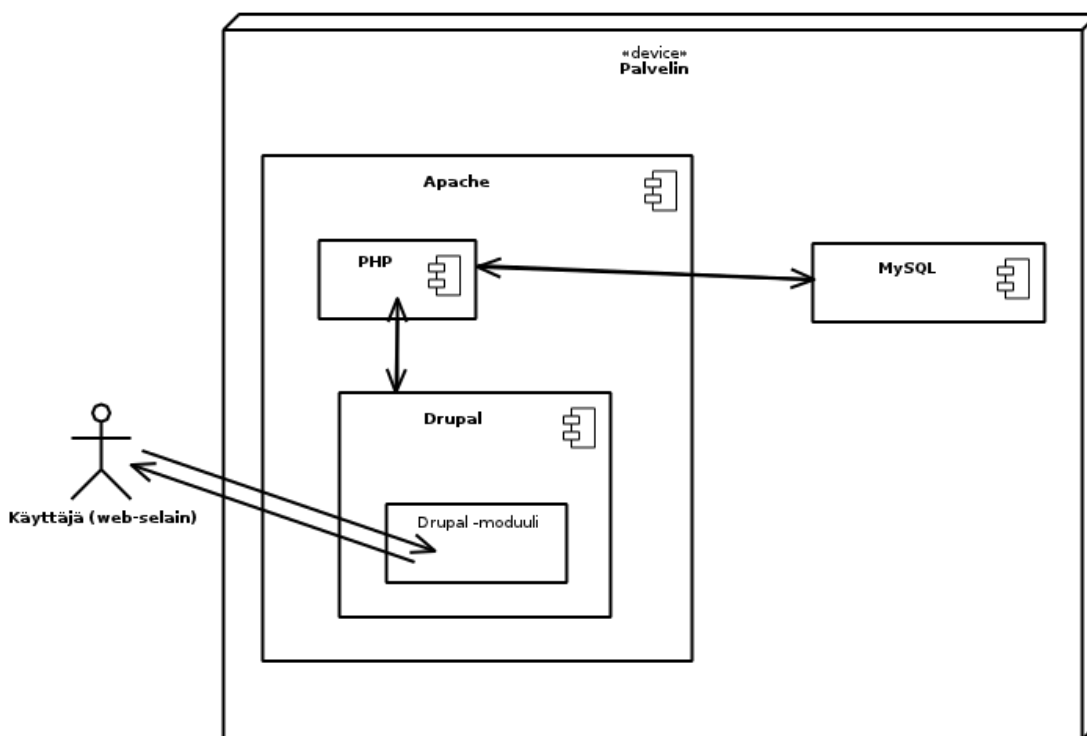 «device»
Palvelin
Apache
PHP
MySQL
Drupal
Drupal -moduuli
Käyttäjä (web-selain)